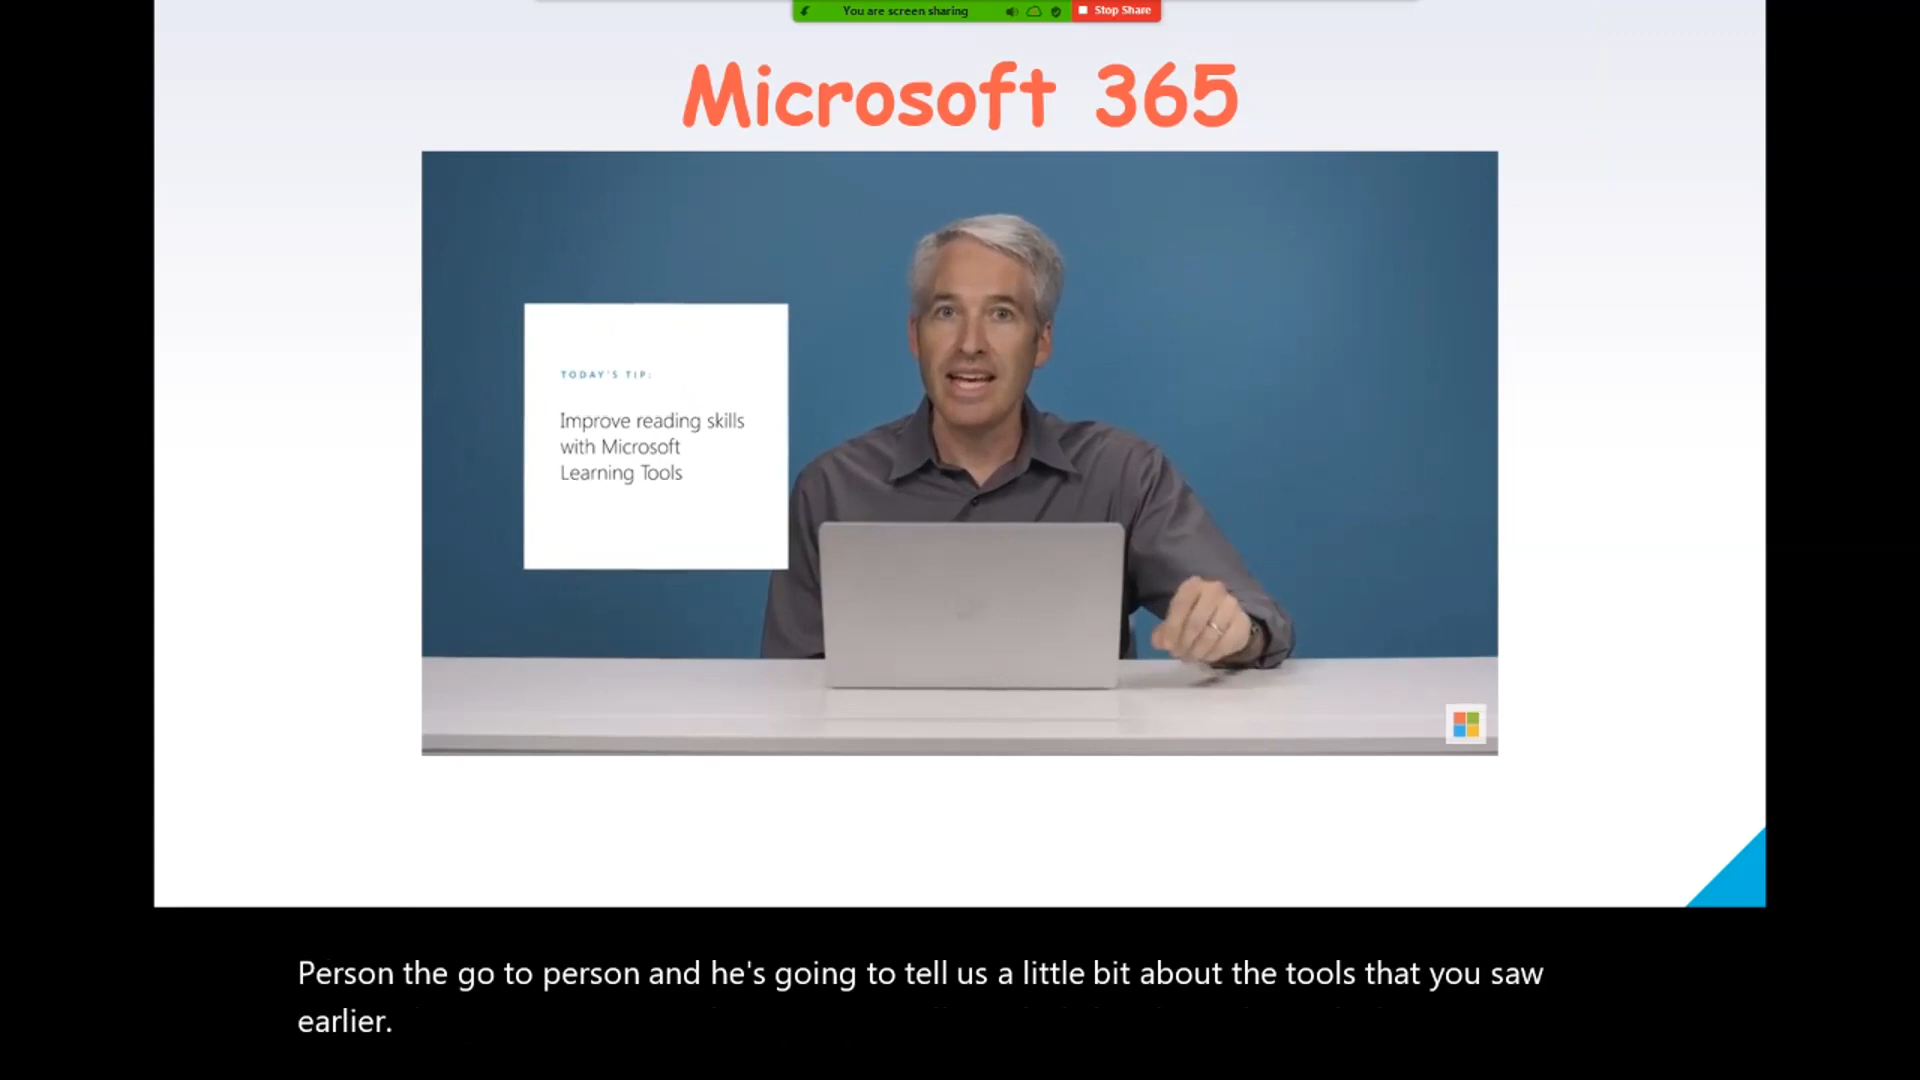 You are screen sharing
Stop Share
Microsoft 365
TODAY'S TIP:
Improve reading skills
with Microsoft
Learning Tools
Person the go to person and he's going to tell us a little bit about the tools that you saw
earlier.